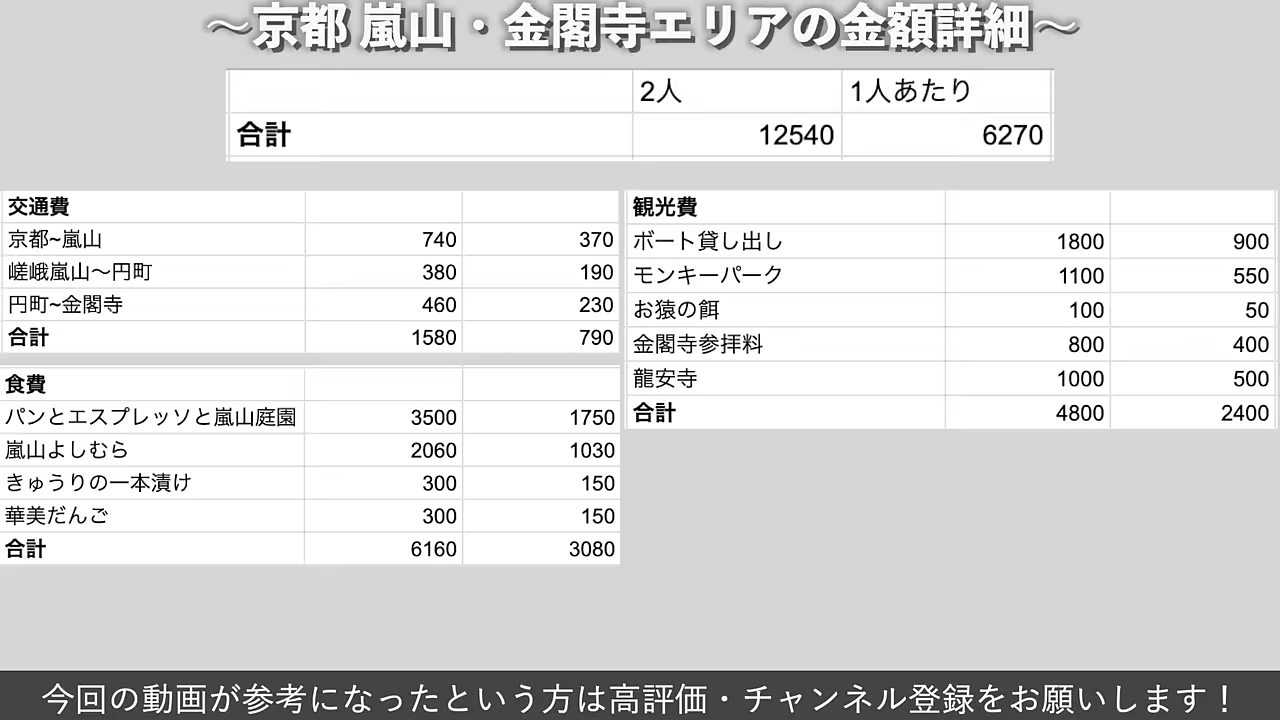 ～京都 嵐山・金閣寺エリアの金額詳細～
2人 1人あたり
合計 12540 6270
交通費
京都~嵐山 740 370
嵯峨嵐山〜円町 380 190
円町~金閣寺 460 230
合計 1580 790
食費
パンとエスプレッソと嵐山庭園 3500 1750
嵐山よしむら 2060 1030
きゅうりの一本漬け 300 150
華美だんご 300 150
合計 6160 3080
観光費
ボート貸し出し 1800 900
モンキーパーク 1100 550
お猿の餌 100 50
金閣寺参拝料 800 400
龍安寺 1000 500
合計 4800 2400
今回の動画が参考になったという方は高評価・チャンネル登録をお願いします！